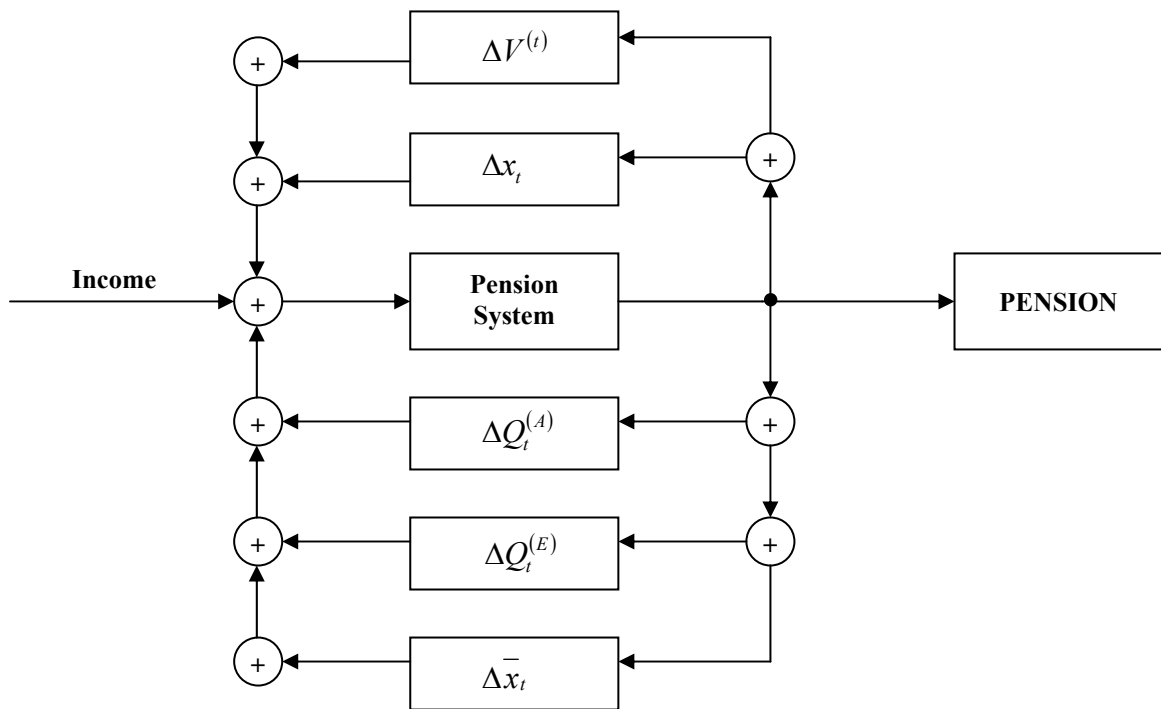 ΔV^(t)
+
+
Δx_t
+
Income
+
Pension
System
PENSION
+
ΔQ_t^(A)
+
+
ΔQ_t^(E)
+
+
Δx̄_t